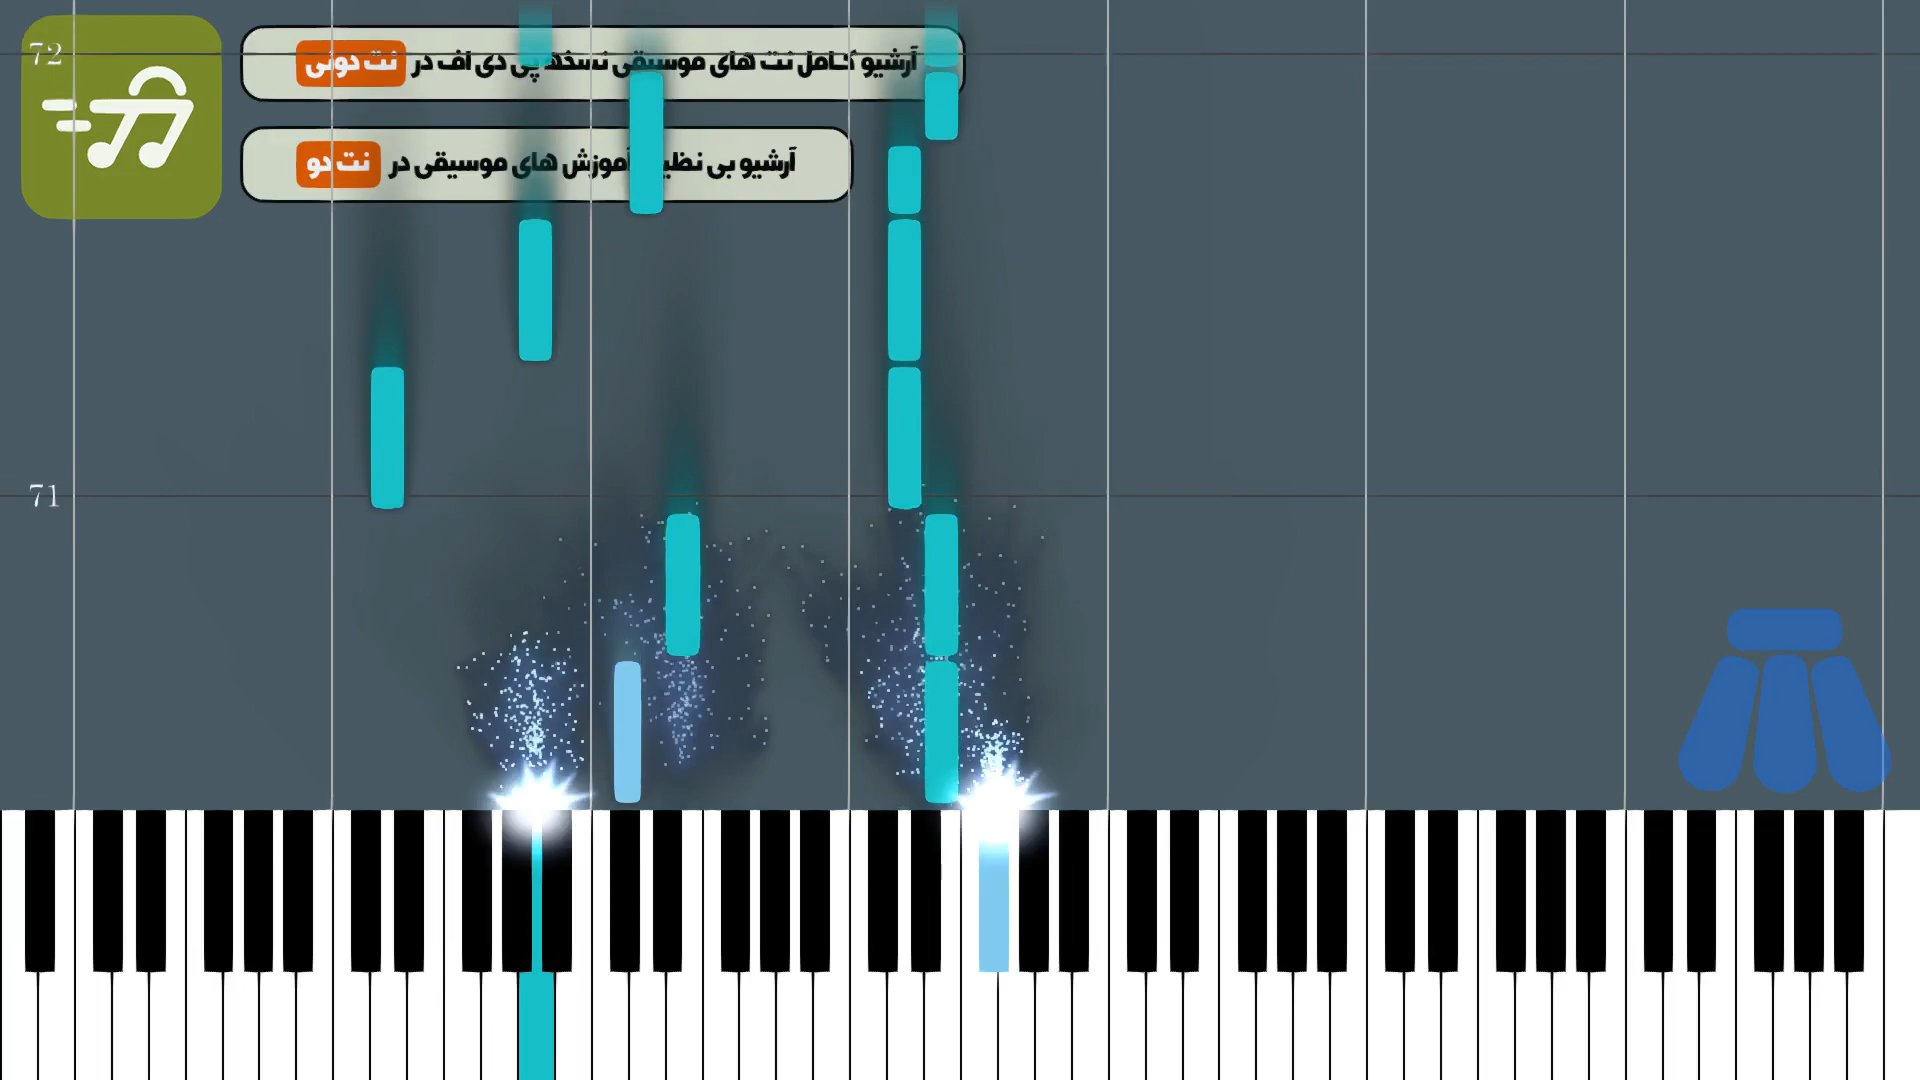 72
آرشیو کامل نت های موسیقی نسخه پی دی اف در نت دونی
آرشیو بی نظیر آموزش های موسیقی در نت دو
71